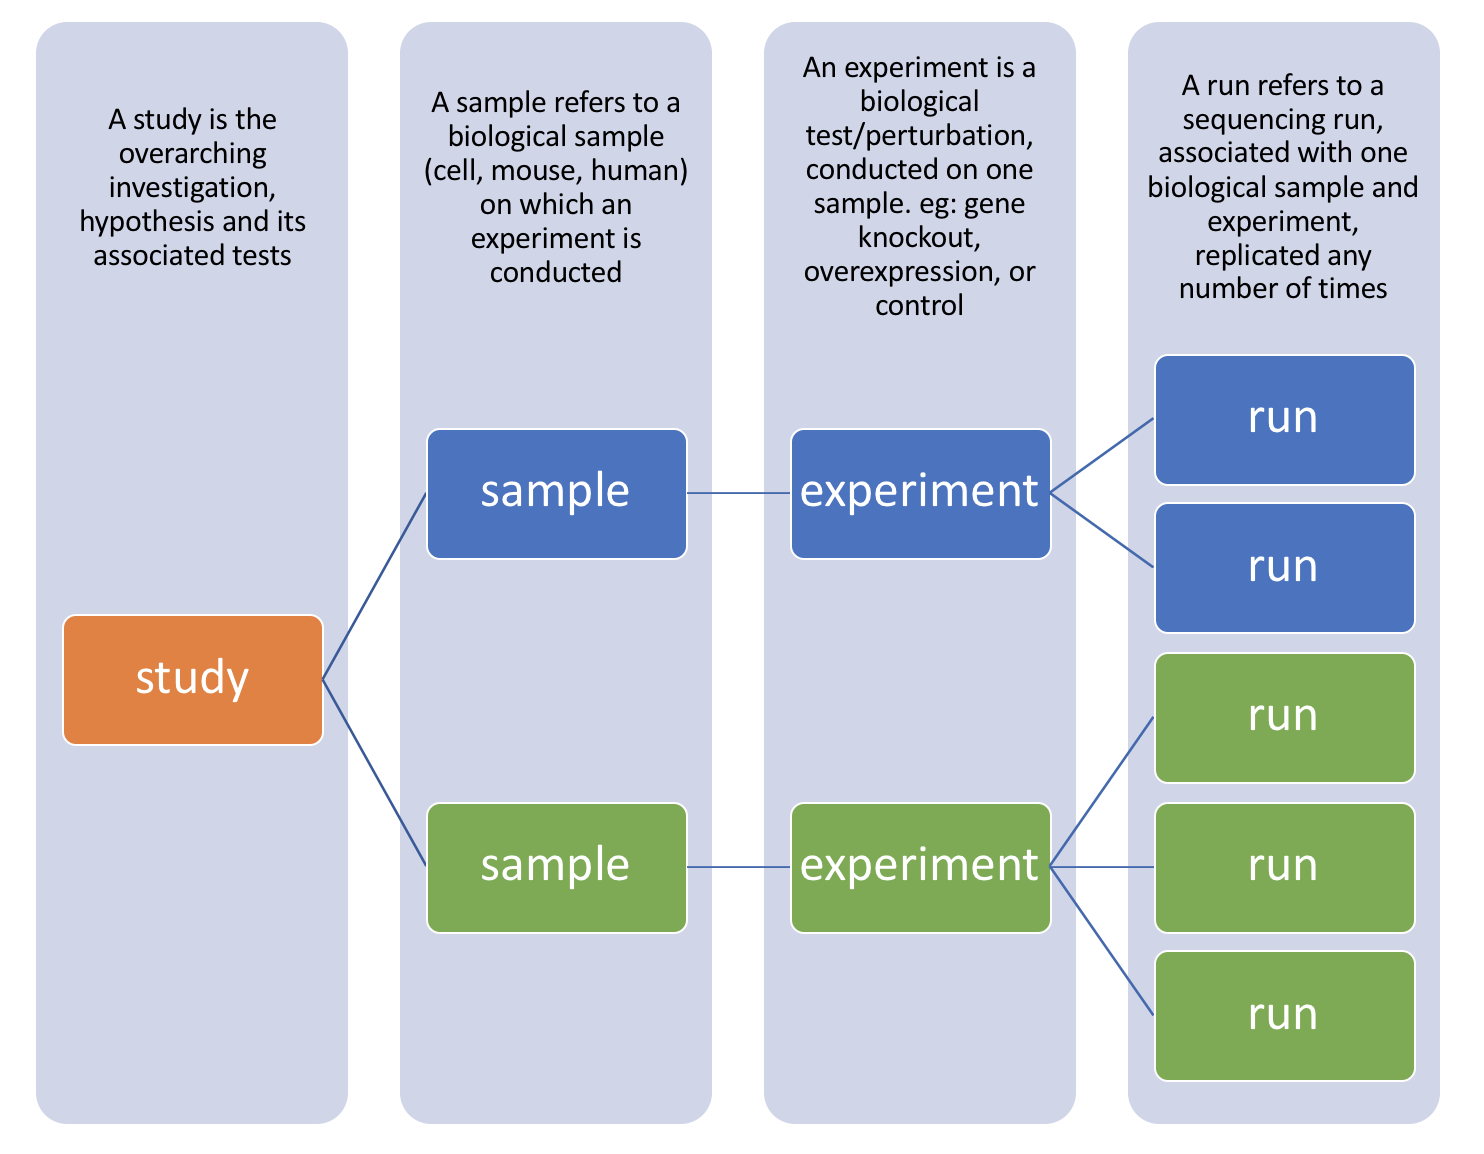 A study is the
overarching
investigation,
hypothesis and its
associated tests
A sample refers to a
biological sample
(cell, mouse, human)
on which an
experiment is
conducted
An experiment is a
biological
test/perturbation,
conducted on one
sample. eg: gene
knockout,
overexpression, or
control
A run refers to a
sequencing run,
associated with one
biological sample and
experiment,
replicated any
number of times
study
sample
experiment
run
run
sample
experiment
run
run
run